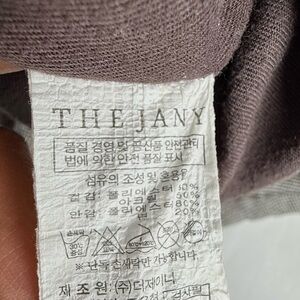 THE JANY
품질경영 및 공산품안전관리
법에 의한 안전 품질 표시
섬유의 조성 및 혼용율
겉감: 폴리에스터
아크릴
안감: 폴리에스터 80%
20%
※ 단독 손세탁만 가능합니다
제조원: (주)더제이니